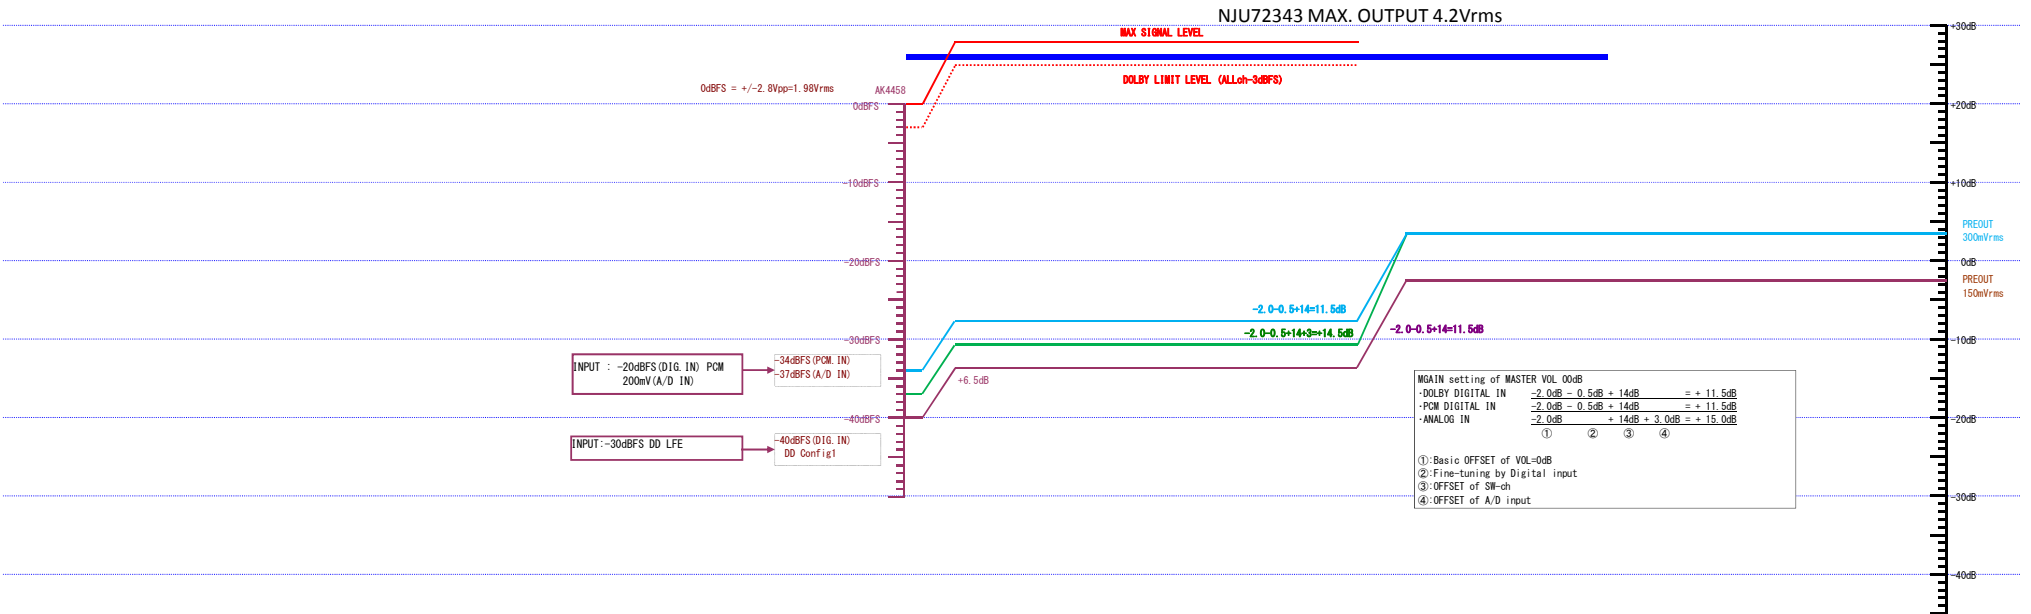 NJU72343 MAX. OUTPUT 4.2Vrms
+30dB
MAX SIGNAL LEVEL
DOLBY LIMIT LEVEL (ALLch-3dBFS)
0dBFS = +/-2.8Vpp=1.98Vrms
AK4458
0dBFS
+20dB
-10dBFS
+10dB
PREOUT
300mVrms
-20dBFS
0dB
PREOUT
150mVrms
-2.0-0.5+14=11.5dB
-2.0-0.5+14+3=+14.5dB
-2.0-0.5+14=11.5dB
-30dBFS
-10dB
INPUT : -20dBFS(DIG.IN) PCM
200mV(A/D IN)
-34dBFS(PCM.IN)
-37dBFS(A/D IN)
+6.5dB
MGAIN setting of MASTER VOL 00dB
・DOLBY DIGITAL IN -2.0dB - 0.5dB + 14dB = + 11.5dB
・PCM DIGITAL IN -2.0dB - 0.5dB + 14dB = + 11.5dB
・ANALOG IN -2.0dB + 14dB + 3.0dB = + 15.0dB
① ② ③ ④
①:Basic OFFSET of VOL=0dB
②:Fine-tuning by Digital input
③:OFFSET of SW-ch
④:OFFSET of A/D input
-40dBFS
-20dB
INPUT:-30dBFS DD LFE
-40dBFS(DIG.IN)
DD Config1
-30dB
-40dB